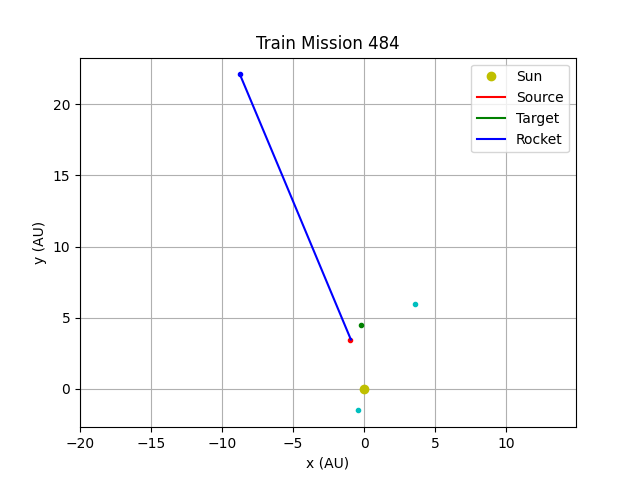 Train Mission 484
Sun
Source
Target
Rocket
20
15
10
5
0
−20
−15
−10
−5
0
5
10
x (AU)
y (AU)